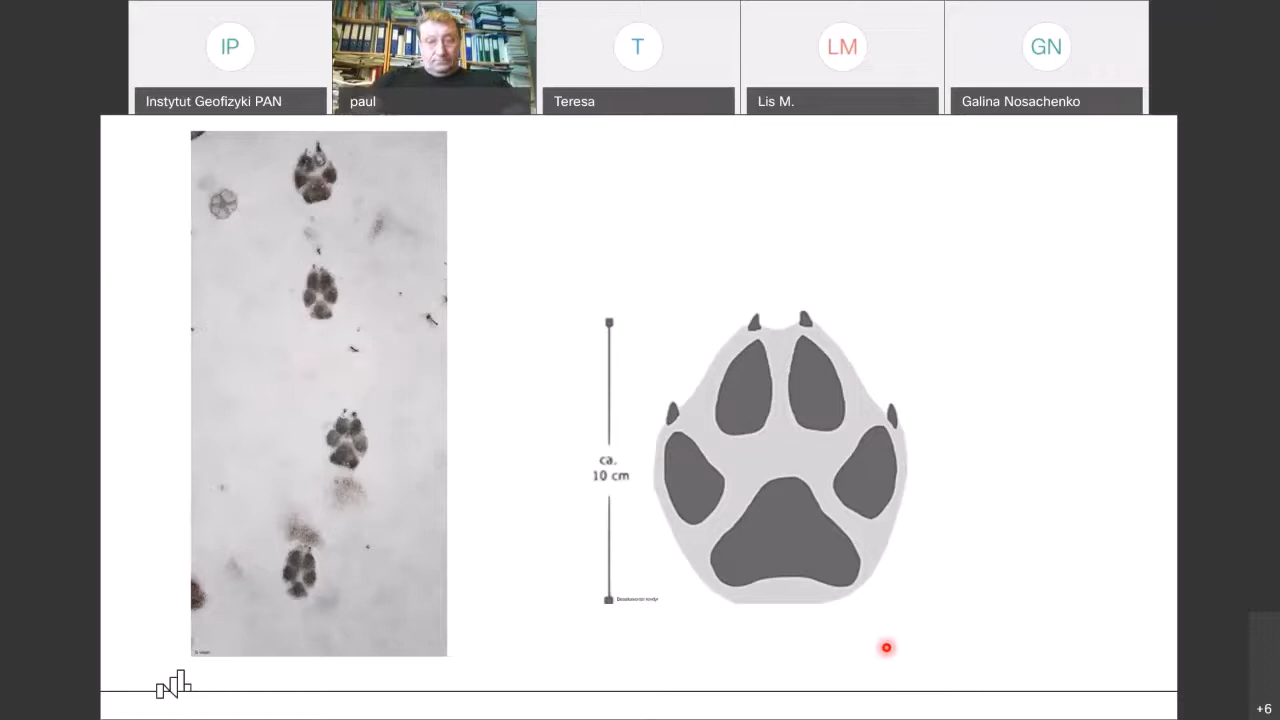 IP
T
LM
GN
Instytut Geofizyki PAN
paul
Teresa
Lis M.
Galina Nosachenko
ca.
10 cm
+6